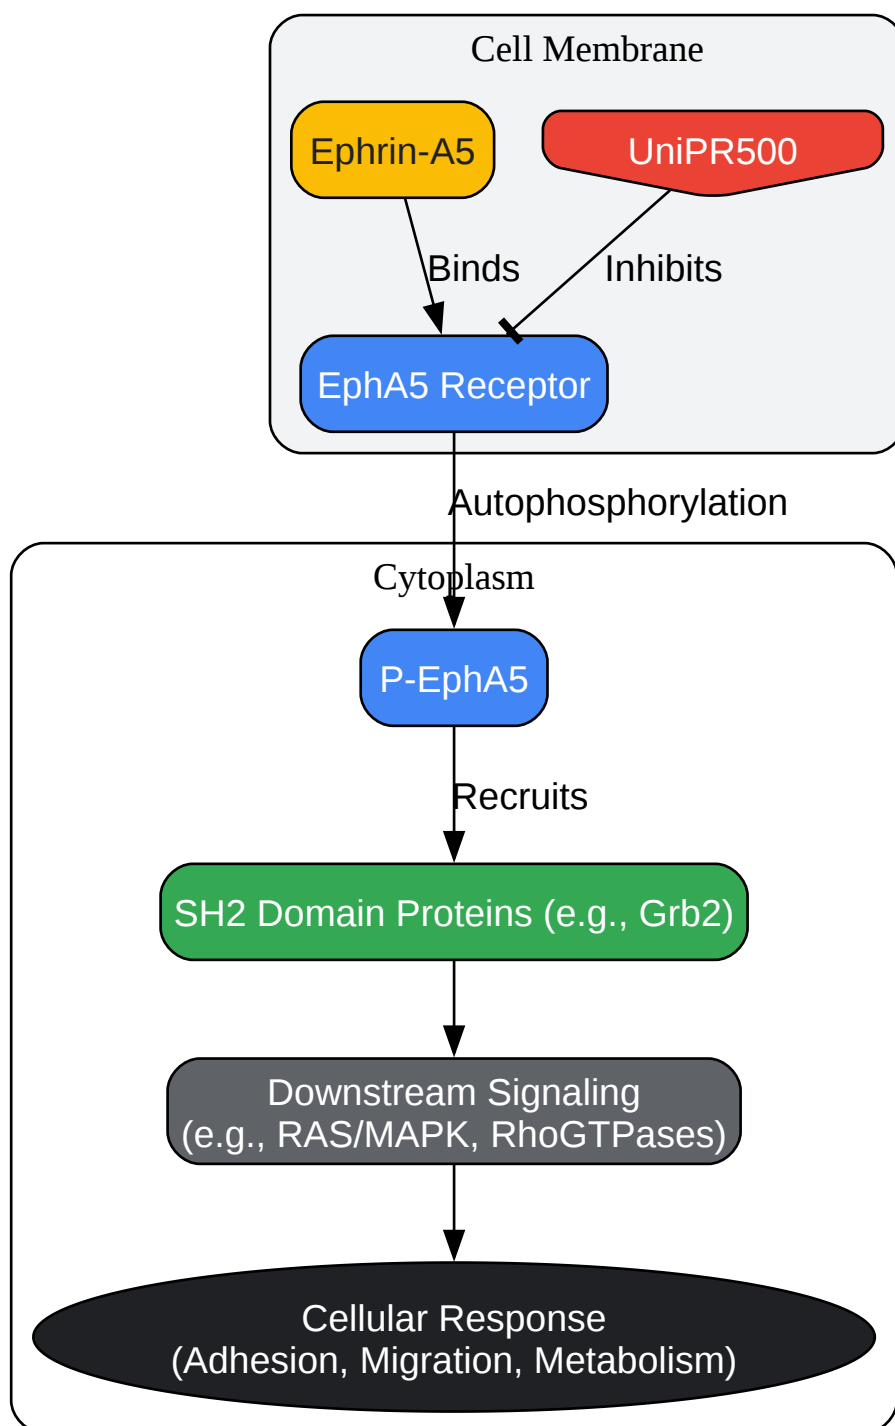 Cell Membrane
Ephrin-A5
UniPR500
Binds
Inhibits
EphA5 Receptor
Autophosphorylation
Cytoplasm
P-EphA5
Recruits
SH2 Domain Proteins (e.g., Grb2)
Downstream Signaling
(e.g., RAS/MAPK, RhoGTPases)
Cellular Response
(Adhesion, Migration, Metabolism)